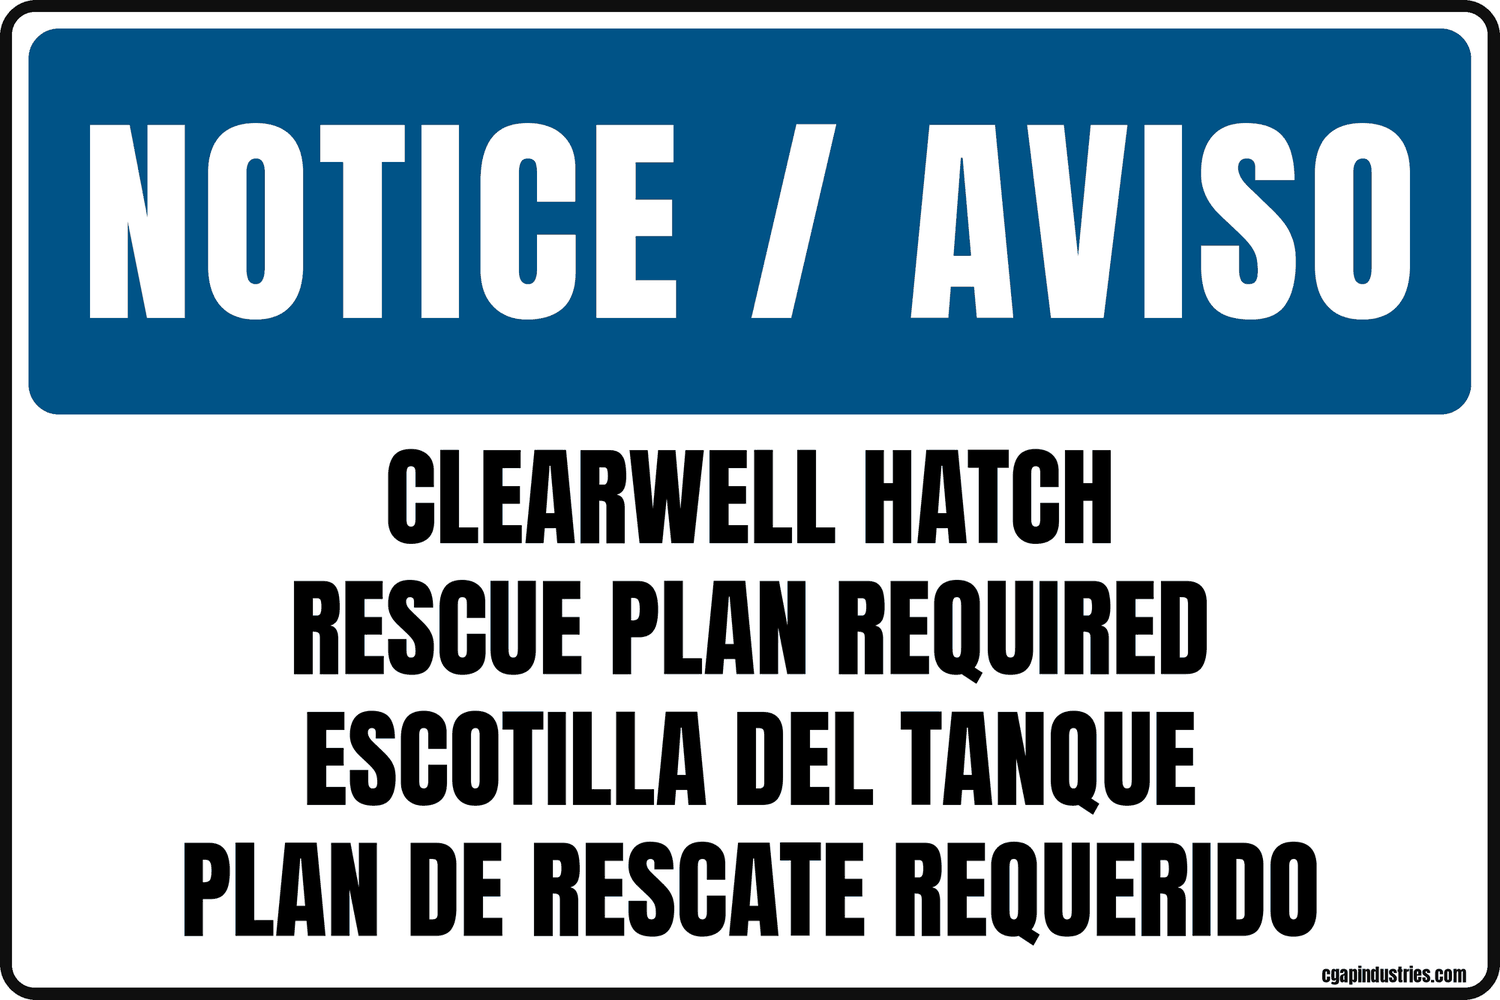 NOTICE / AVISO
CLEARWELL HATCH
RESCUE PLAN REQUIRED
ESCOTILLA DEL TANQUE
PLAN DE RESCATE REQUERIDO
cgapindustries.com